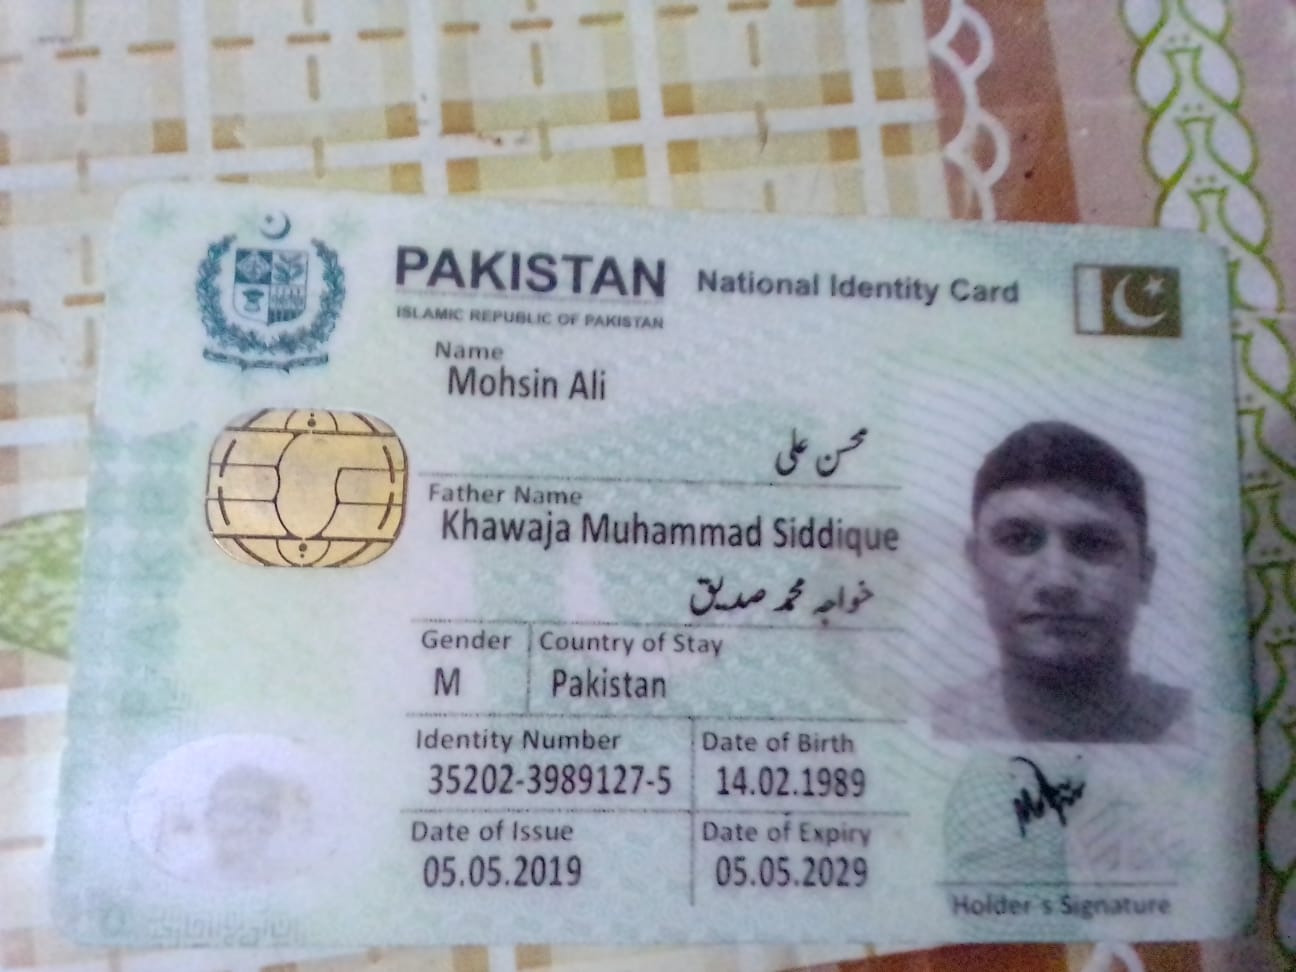 PAKISTAN National Identity Card
ISLAMIC REPUBLIC OF PAKISTAN
Name
Mohsin Ali
محسن علی
Father Name
Khawaja Muhammad Siddique
خواجہ محمد صدیق
Gender Country of Stay
M Pakistan
Identity Number Date of Birth
35202-3989127-5 14.02.1989
Date of Issue Date of Expiry
05.05.2019 05.05.2029
Holder's Signature